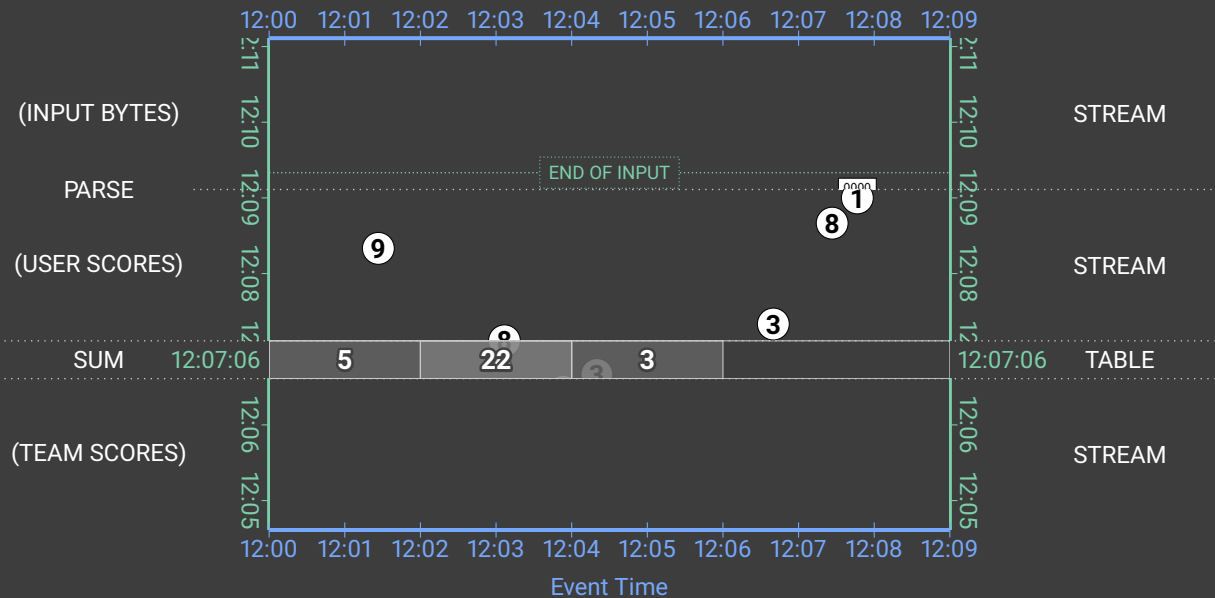 12:00 12:01 12:02 12:03 12:04 12:05 12:06 12:07 12:08 12:09
(INPUT BYTES) 12:10 12:10 STREAM
END OF INPUT
PARSE
1
12:09 12:09
8
9
(USER SCORES) 12:08 12:08 STREAM
3
8
SUM 12:07:06 5 22 3 12:07:06 TABLE
3
12:06 12:06
(TEAM SCORES) STREAM
12:05 12:05
12:00 12:01 12:02 12:03 12:04 12:05 12:06 12:07 12:08 12:09
Event Time